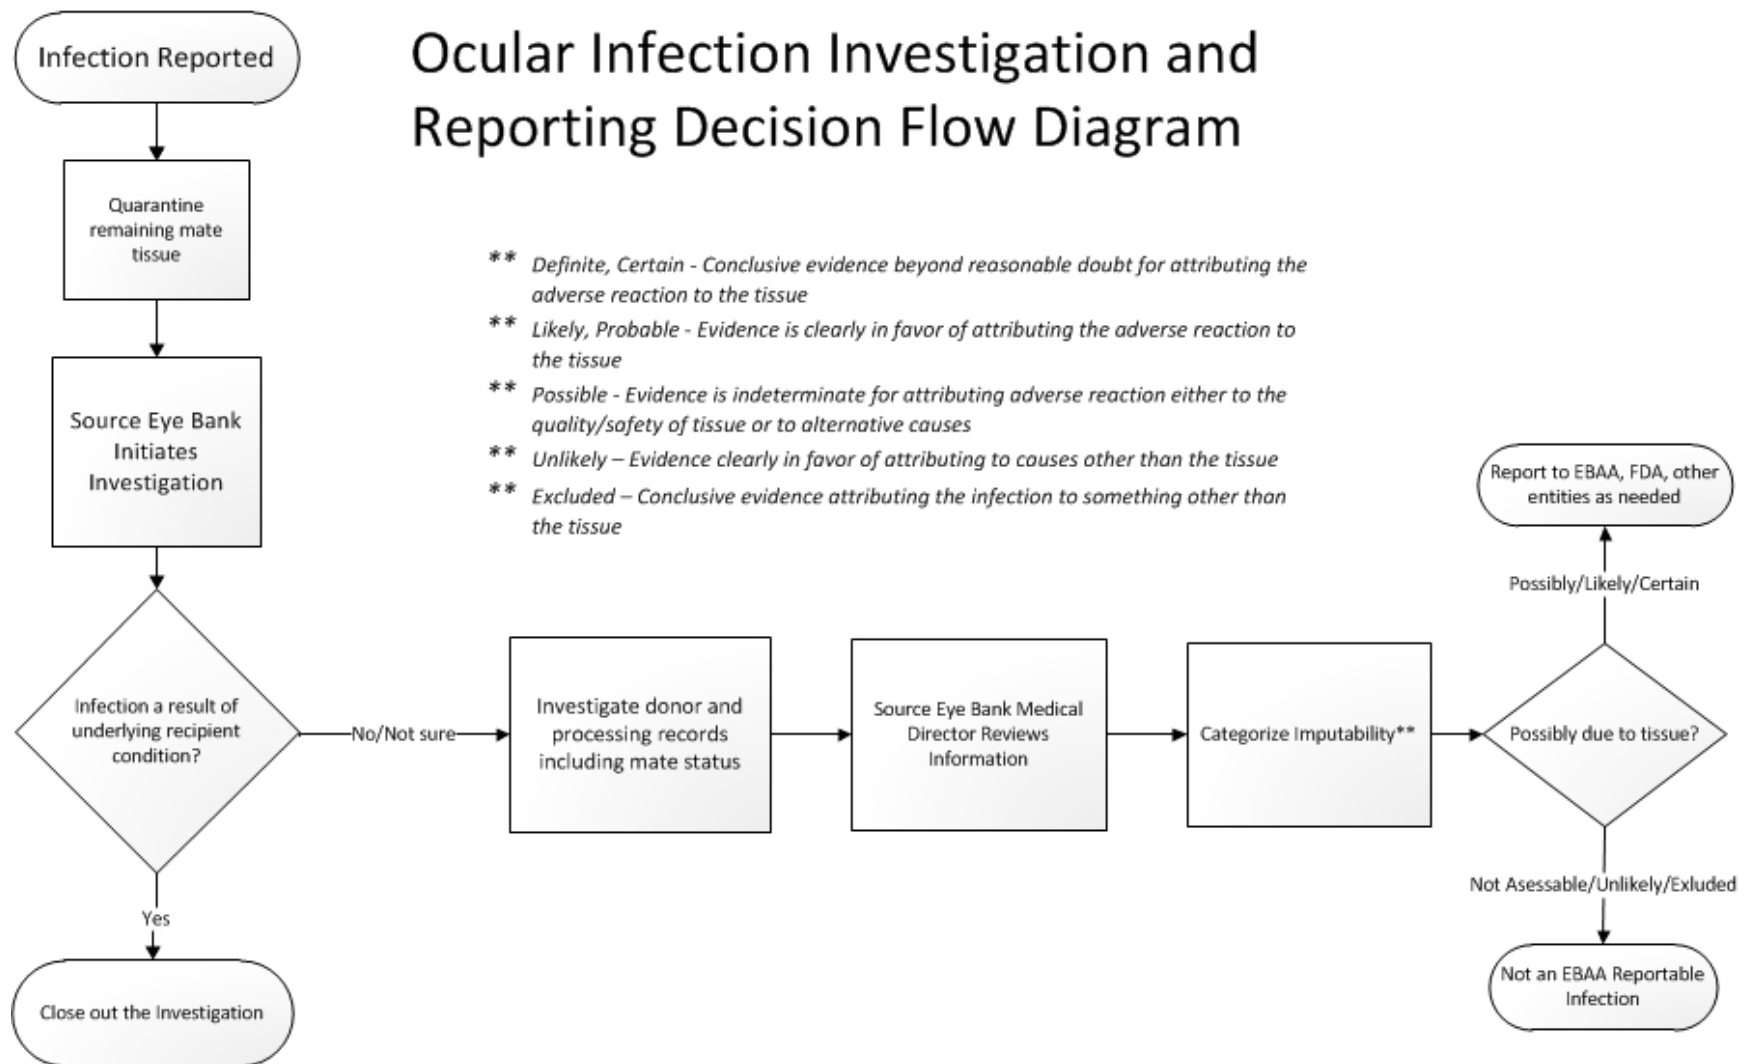 Infection Reported
Ocular Infection Investigation and
Reporting Decision Flow Diagram
Quarantine
remaining mate
tissue
** Definite, Certain - Conclusive evidence beyond reasonable doubt for attributing the
adverse reaction to the tissue
** Likely, Probable - Evidence is clearly in favor of attributing the adverse reaction to
the tissue
** Possible - Evidence is indeterminate for attributing adverse reaction either to the
quality/safety of tissue or to alternative causes
** Unlikely – Evidence clearly in favor of attributing to causes other than the tissue
** Excluded – Conclusive evidence attributing the infection to something other than
the tissue
Source Eye Bank
Initiates
Investigation
Infection a result of
underlying recipient
condition?
No/Not sure
Investigate donor and
processing records
including mate status
Source Eye Bank Medical
Director Reviews
Information
Categorize Imputability**
Possibly due to tissue?
Possibly/Likely/Certain
Report to EBAA, FDA, other
entities as needed
Not Asessable/Unlikely/Exluded
Not an EBAA Reportable
Infection
Yes
Close out the Investigation